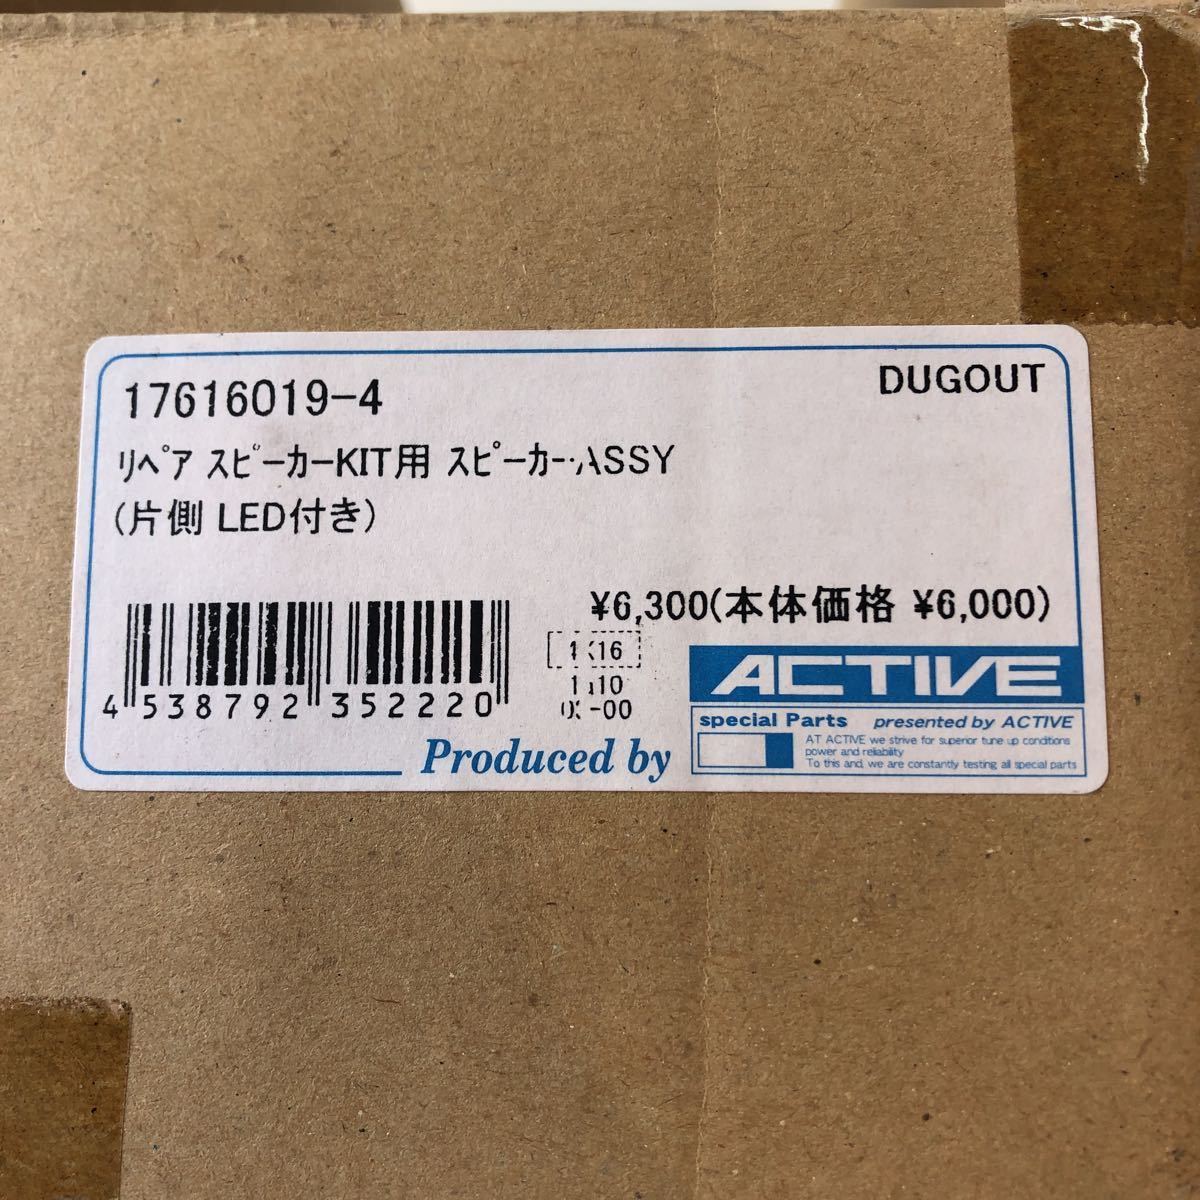 17616019-4
DUGOUT
ﾘﾍﾟｱ ｽﾋﾟｰｶｰKIT用 ｽﾋﾟｰｶｰASSY
(片側 LED付き)
¥6,300(本体価格 ¥6,000)
4 538792 352220
-00
Produced by
ACTIVE
special Parts presented by ACTIVE
AT ACTIVE we strive for superior tune up conditions
power and reliability
To this and, we are constantly testing all special parts